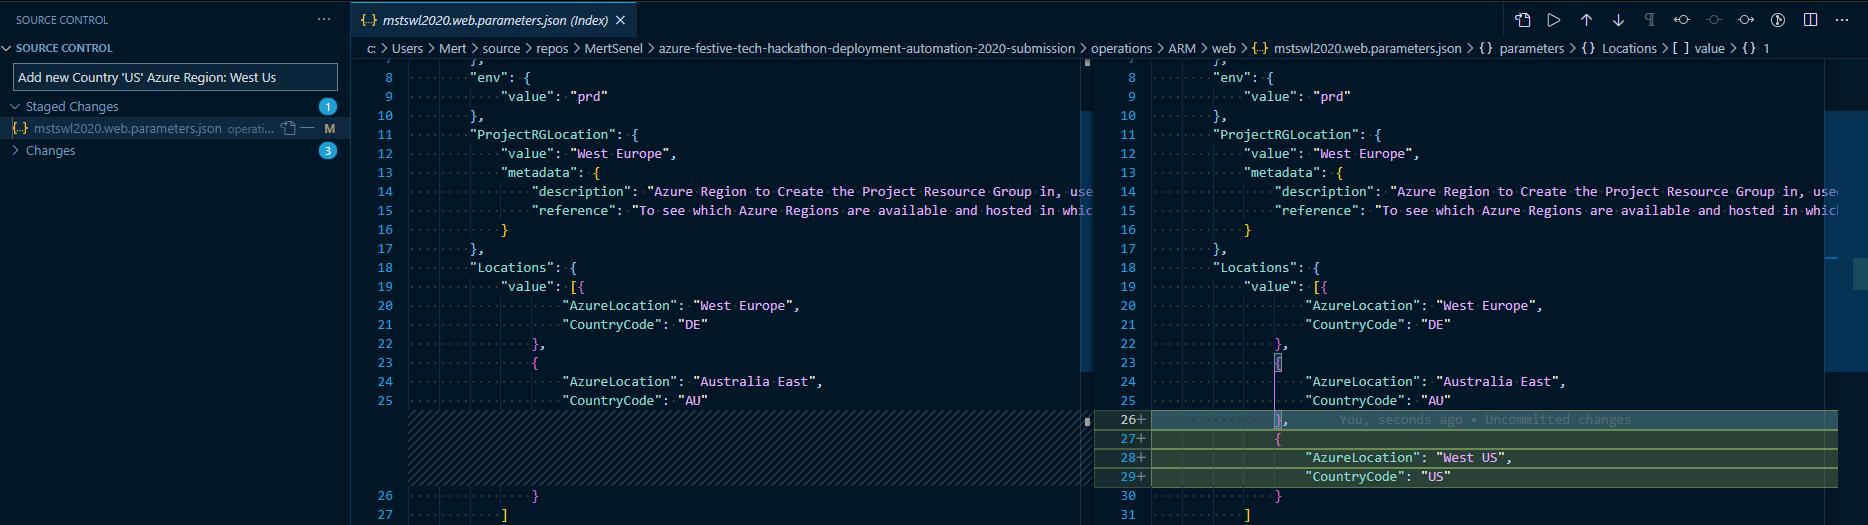 SOURCE CONTROL
SOURCE CONTROL
Add new Country 'US' Azure Region: West Us
Staged Changes 1
{..} mstswl2020.web.parameters.json operati... M
Changes 3
{..} mstswl2020.web.parameters.json (Index)
c: > Users > Mert > source > repos > MertSenel > azure-festive-tech-hackathon-deployment-automation-2020-submission > operations > ARM > web > {..} mstswl2020.web.parameters.json > {} parameters > {} Locations > [ ] value > {} 1
7 },
8 "env": {
9 "value": "prd"
10 },
11 "ProjectRGLocation": {
12 "value": "West Europe",
13 "metadata": {
14 "description": "Azure Region to Create the Project Resource Group in, use
15 "reference": "To see which Azure Regions are available and hosted in whic
16 }
17 },
18 "Locations": {
19 "value": [{
20 "AzureLocation": "West Europe",
21 "CountryCode": "DE"
22 },
23 {
24 "AzureLocation": "Australia East",
25 "CountryCode": "AU"
26 }
27 ]
7 },
8 "env": {
9 "value": "prd"
10 },
11 "ProjectRGLocation": {
12 "value": "West Europe",
13 "metadata": {
14 "description": "Azure Region to Create the Project Resource Group in, use
15 "reference": "To see which Azure Regions are available and hosted in whic
16 }
17 },
18 "Locations": {
19 "value": [{
20 "AzureLocation": "West Europe",
21 "CountryCode": "DE"
22 },
23 {
24 "AzureLocation": "Australia East",
25 "CountryCode": "AU"
26+ }, You, seconds ago • Uncommitted changes
27+ {
28+ "AzureLocation": "West US",
29+ "CountryCode": "US"
30 }
31 ]